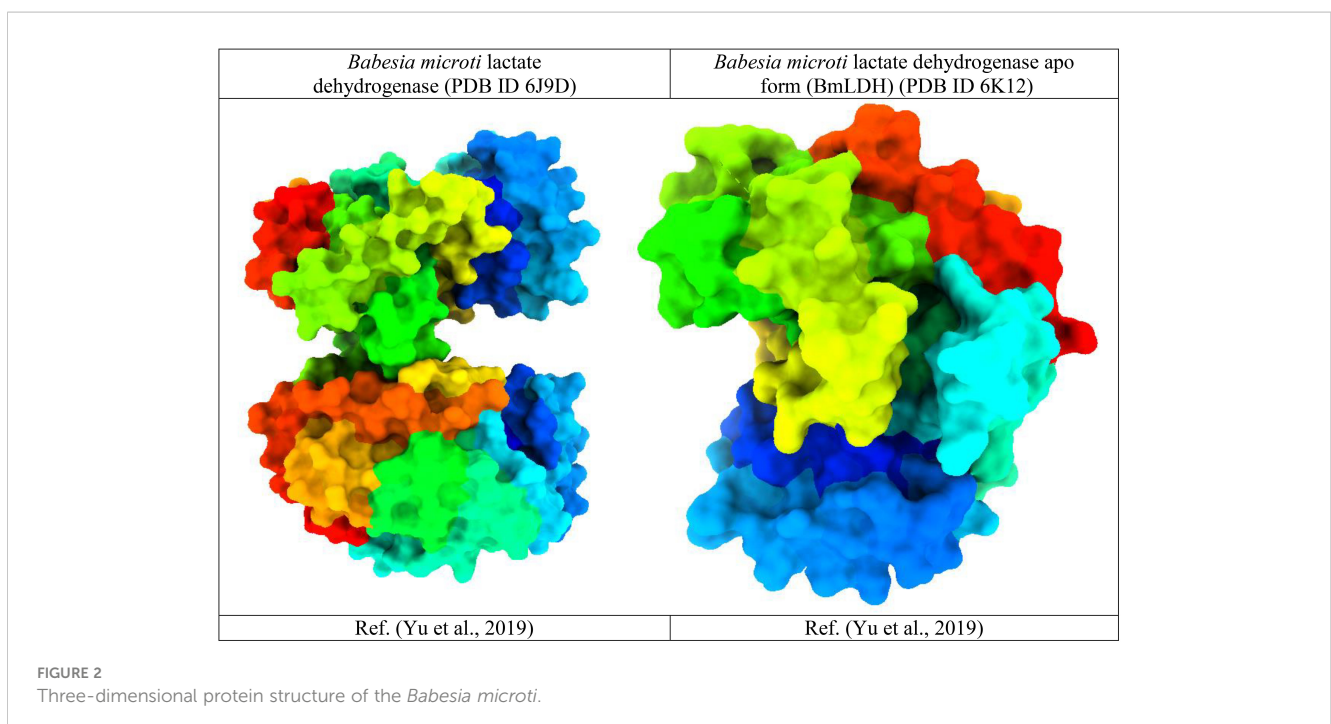 Babesia microti lactate
dehydrogenase (PDB ID 6J9D)
Babesia microti lactate dehydrogenase apo
form (BmLDH) (PDB ID 6K12)
Ref. (Yu et al., 2019)
Ref. (Yu et al., 2019)
FIGURE 2
Three-dimensional protein structure of the Babesia microti.